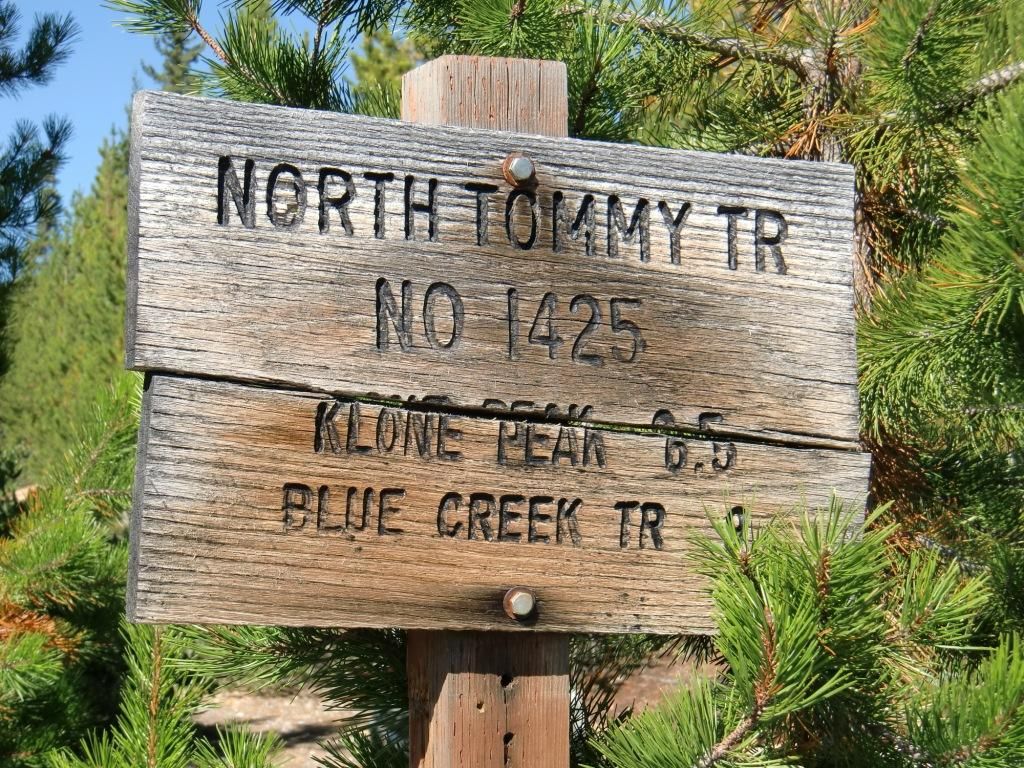 NORTH TOMMY TR
NO 1425
KLONE PEAK 6.5
BLUE CREEK TR